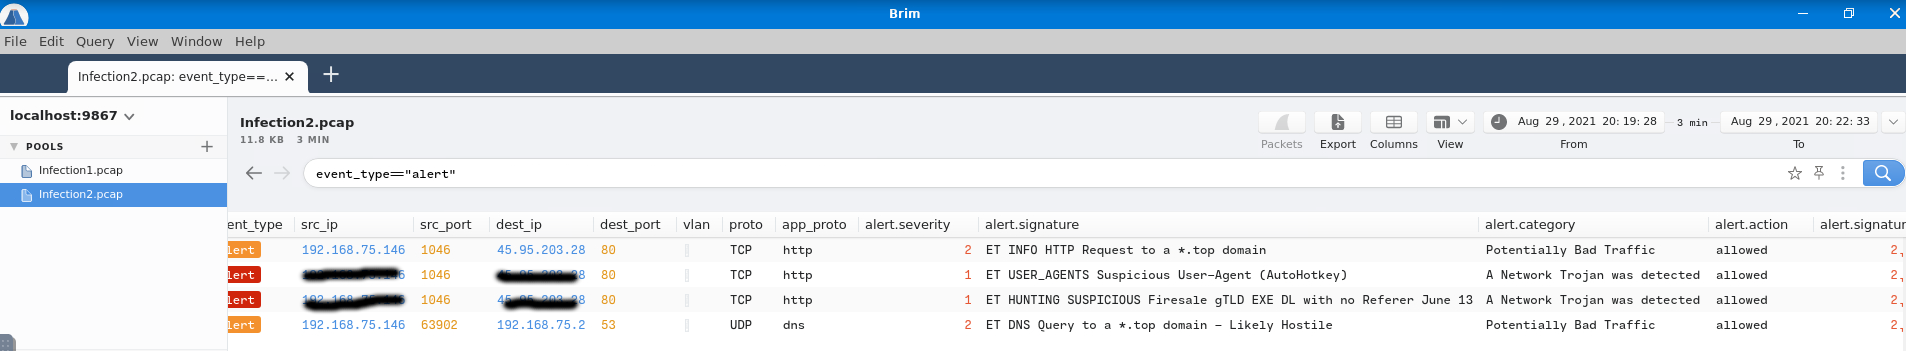 Brim
File Edit Query View Window Help
Infection2.pcap: event_type==...
localhost:9867
POOLS
Infection1.pcap
Infection2.pcap
Infection2.pcap
11.8 KB 3 MIN
Packets Export Columns View
Aug 29, 2021 20:19:28 3 min Aug 29, 2021 20:22:33
From To
event_type=="alert"
ent_type src_ip src_port dest_ip dest_port vlan proto app_proto alert.severity alert.signature alert.category alert.action alert.signatur
lert 192.168.75.146 1046 45.95.203.28 80 TCP http 2 ET INFO HTTP Request to a *.top domain Potentially Bad Traffic allowed 2,
lert 1046 80 TCP http 1 ET USER_AGENTS Suspicious User-Agent (AutoHotkey) A Network Trojan was detected allowed 2,
lert 1046 80 TCP http 1 ET HUNTING SUSPICIOUS Firesale gTLD EXE DL with no Referer June 13 A Network Trojan was detected allowed 2,
lert 192.168.75.146 63902 192.168.75.2 53 UDP dns 2 ET DNS Query to a *.top domain - Likely Hostile Potentially Bad Traffic allowed 2,